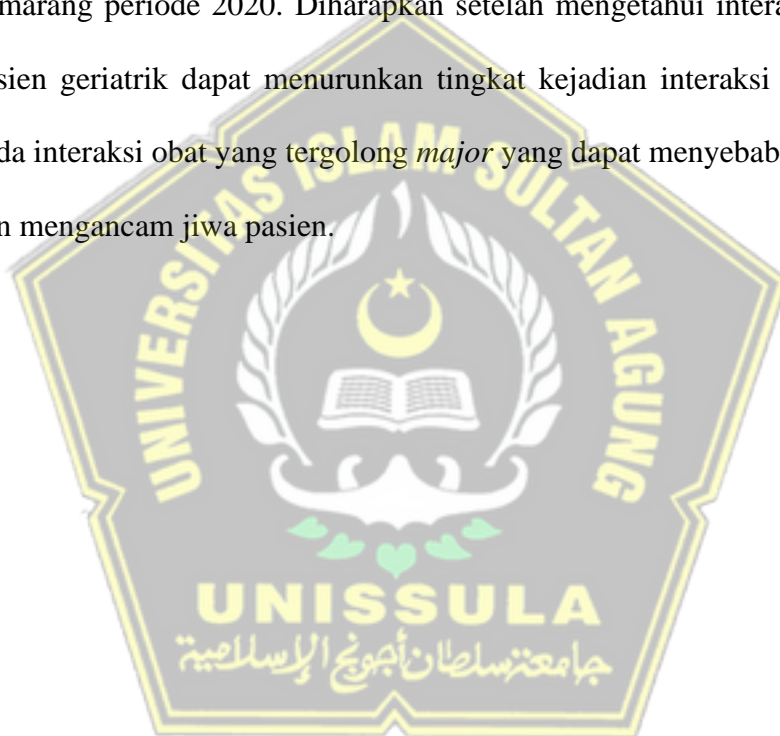 marang periode 2020. Diharapkan setelah mengetahui intera
sien geriatrik dapat menurunkan tingkat kejadian interaksi
da interaksi obat yang tergolong major yang dapat menyebab
n mengancam jiwa pasien.
UNIVERSITAS ISLAM SULTAN AGUNG
UNISSULA
جامعة سلطان أجونج الإسلامية